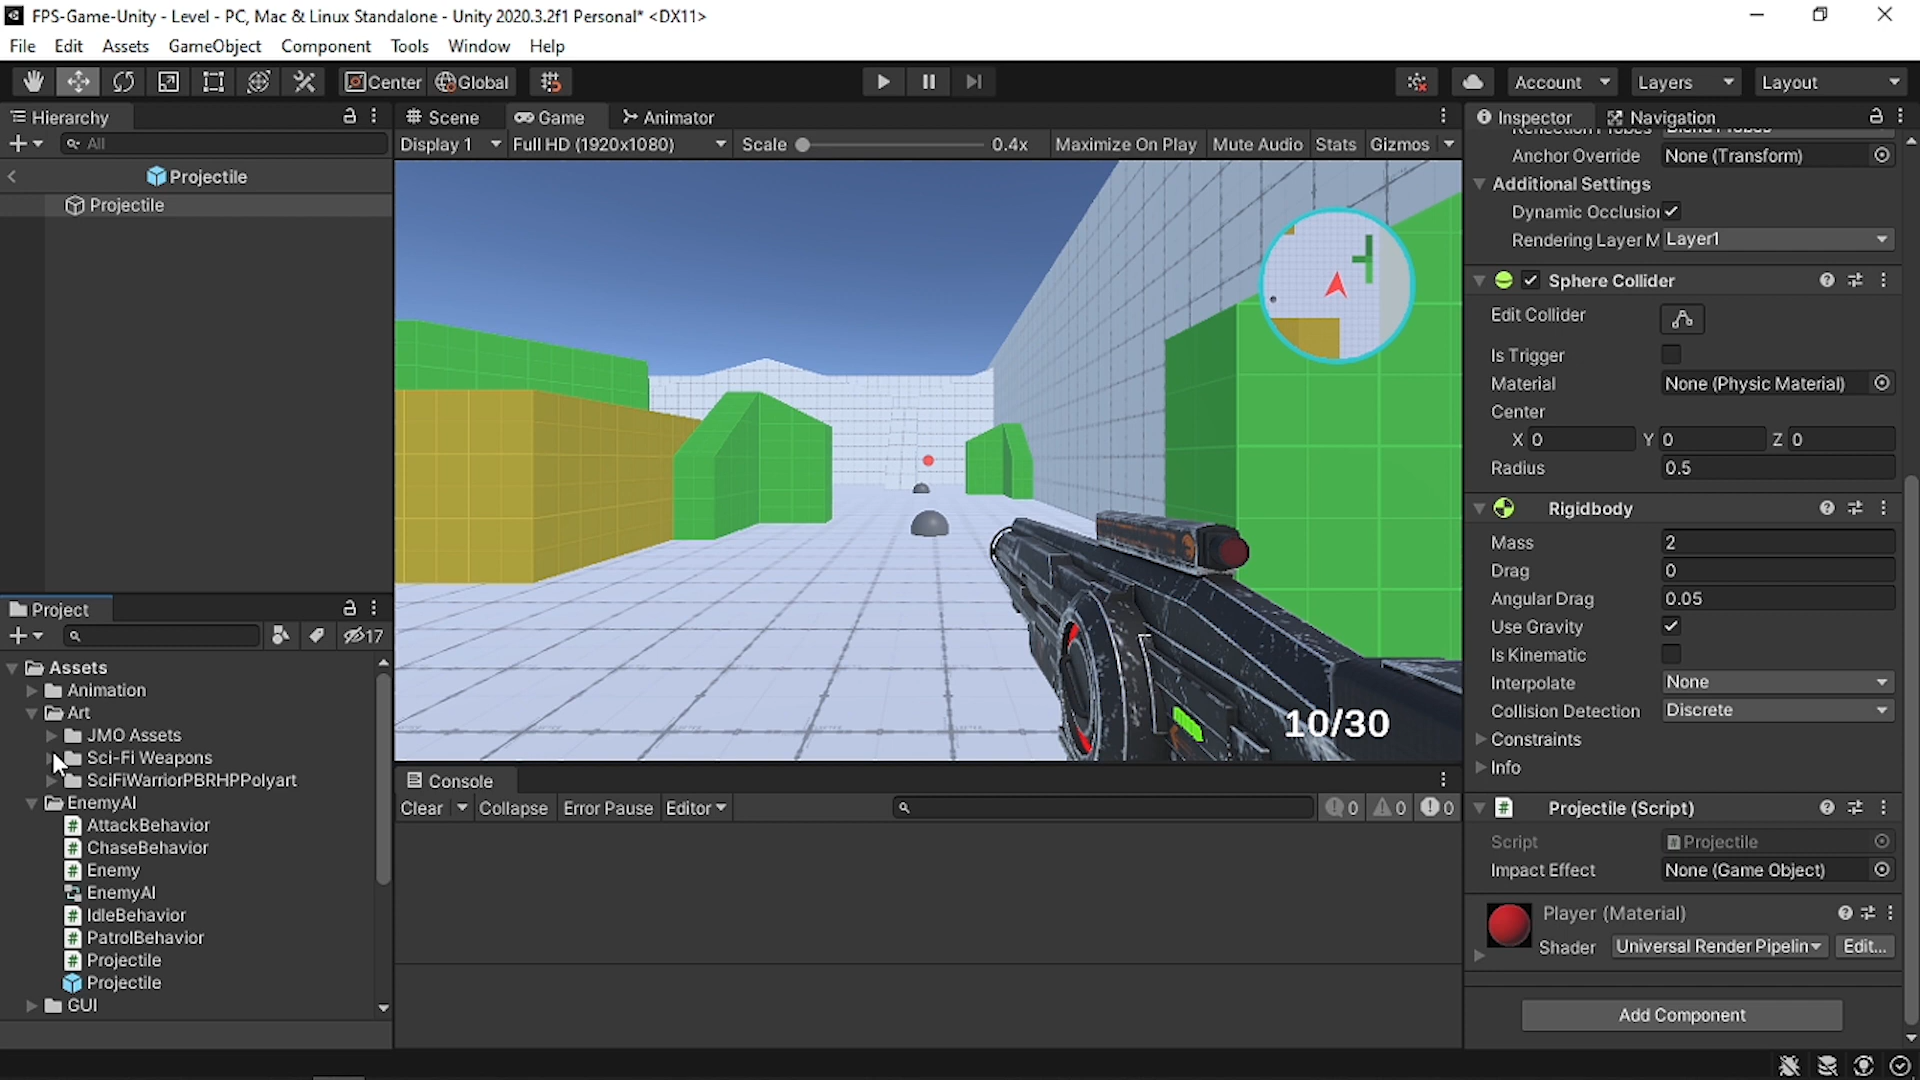 FPS-Game-Unity - Level - PC, Mac & Linux Standalone - Unity 2020.3.2f1 Personal* <DX11>
File Edit Assets GameObject Component Tools Window Help
Center Global Account Layers Layout
Hierarchy
All
Projectile
Projectile
Scene Game Animator
Display 1 Full HD (1920x1080) Scale 0.4x Maximize On Play Mute Audio Stats Gizmos
10/30
Project
17
Assets
Animation
Art
JMO Assets
Sci-Fi Weapons
SciFiWarriorPBRHPPolyart
EnemyAI
AttackBehavior
ChaseBehavior
Enemy
EnemyAI
IdleBehavior
PatrolBehavior
Projectile
Projectile
GUI
Console
Clear Collapse Error Pause Editor 0 0 0
Inspector Navigation
Anchor Override None (Transform)
Additional Settings
Dynamic Occlusion
Rendering Layer M Layer1
Sphere Collider
Edit Collider
Is Trigger
Material None (Physic Material)
Center
X 0 Y 0 Z 0
Radius 0.5
Rigidbody
Mass 2
Drag 0
Angular Drag 0.05
Use Gravity
Is Kinematic
Interpolate None
Collision Detection Discrete
Constraints
Info
# Projectile (Script)
Script Projectile
Impact Effect None (Game Object)
Player (Material)
Shader Universal Render Pipelin Edit...
Add Component